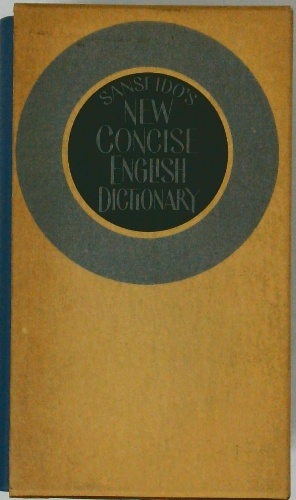 SANSEIDO'S
NEW
CONCISE
ENGLISH
DICTIONARY